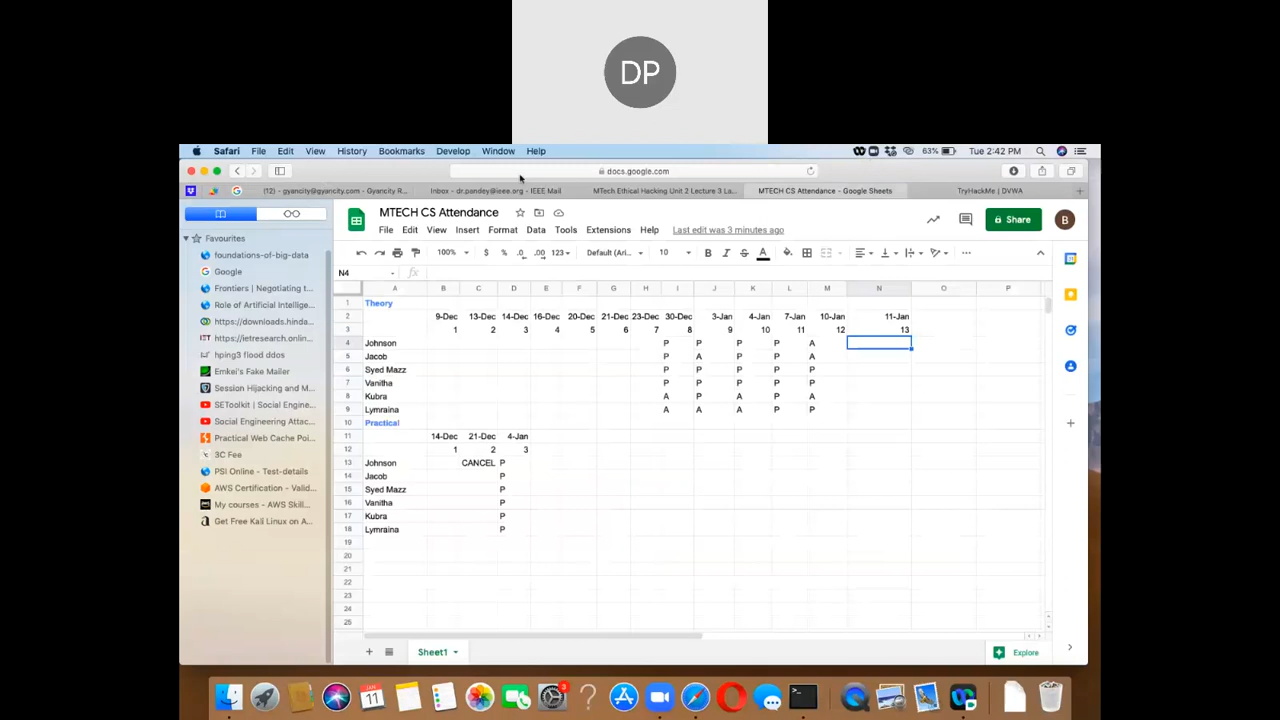 DP
Safari File Edit View History Bookmarks Develop Window Help 63% Tue 2:42 PM
docs.google.com
(12) - gyancity@gyancity.com - Gyancity R... Inbox - dr.pandey@ieee.org - IEEE Mail MTech Ethical Hacking Unit 2 Lecture 3 La... MTECH CS Attendance - Google Sheets TryHackMe | DVWA
MTECH CS Attendance Share B
File Edit View Insert Format Data Tools Extensions Help Last edit was 3 minutes ago
100% $ % .0 .00 123 Default (Ari... 10 B I S A
N4 fx
Favourites
foundations-of-big-data
Google
Frontiers | Negotiating t...
Role of Artificial Intellige...
https://downloads.hinda...
https://ietresearch.onlin...
hping3 flood ddos
Emkei's Fake Mailer
Session Hijacking and M...
SEToolkit | Social Engine...
Social Engineering Attac...
Practical Web Cache Poi...
3C Fee
PSI Online - Test-details
AWS Certification - Valid...
My courses - AWS Skill...
Get Free Kali Linux on A...
A B C D E F G H I J K L M N O P
1 Theory
2 9-Dec 13-Dec 14-Dec 16-Dec 20-Dec 21-Dec 23-Dec 30-Dec 3-Jan 4-Jan 7-Jan 10-Jan 11-Jan
3 1 2 3 4 5 6 7 8 9 10 11 12 13
4 Johnson P P P P A
5 Jacob P A P P A
6 Syed Mazz P P P P P
7 Vanitha P P P P P
8 Kubra A P A P P
9 Lymraina A A A P P
10 Practical
11 14-Dec 21-Dec 4-Jan
12 1 2 3
13 Johnson CANCEL P
14 Jacob P
15 Syed Mazz P
16 Vanitha P
17 Kubra P
18 Lymraina P
19
20
21
22
23
24
25
Sheet1 Explore
JAN 11 3